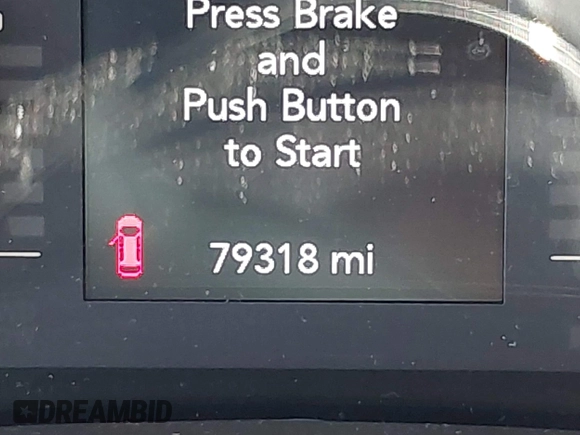 Press Brake
and
Push Button
to Start
79318 mi
DREAMBID